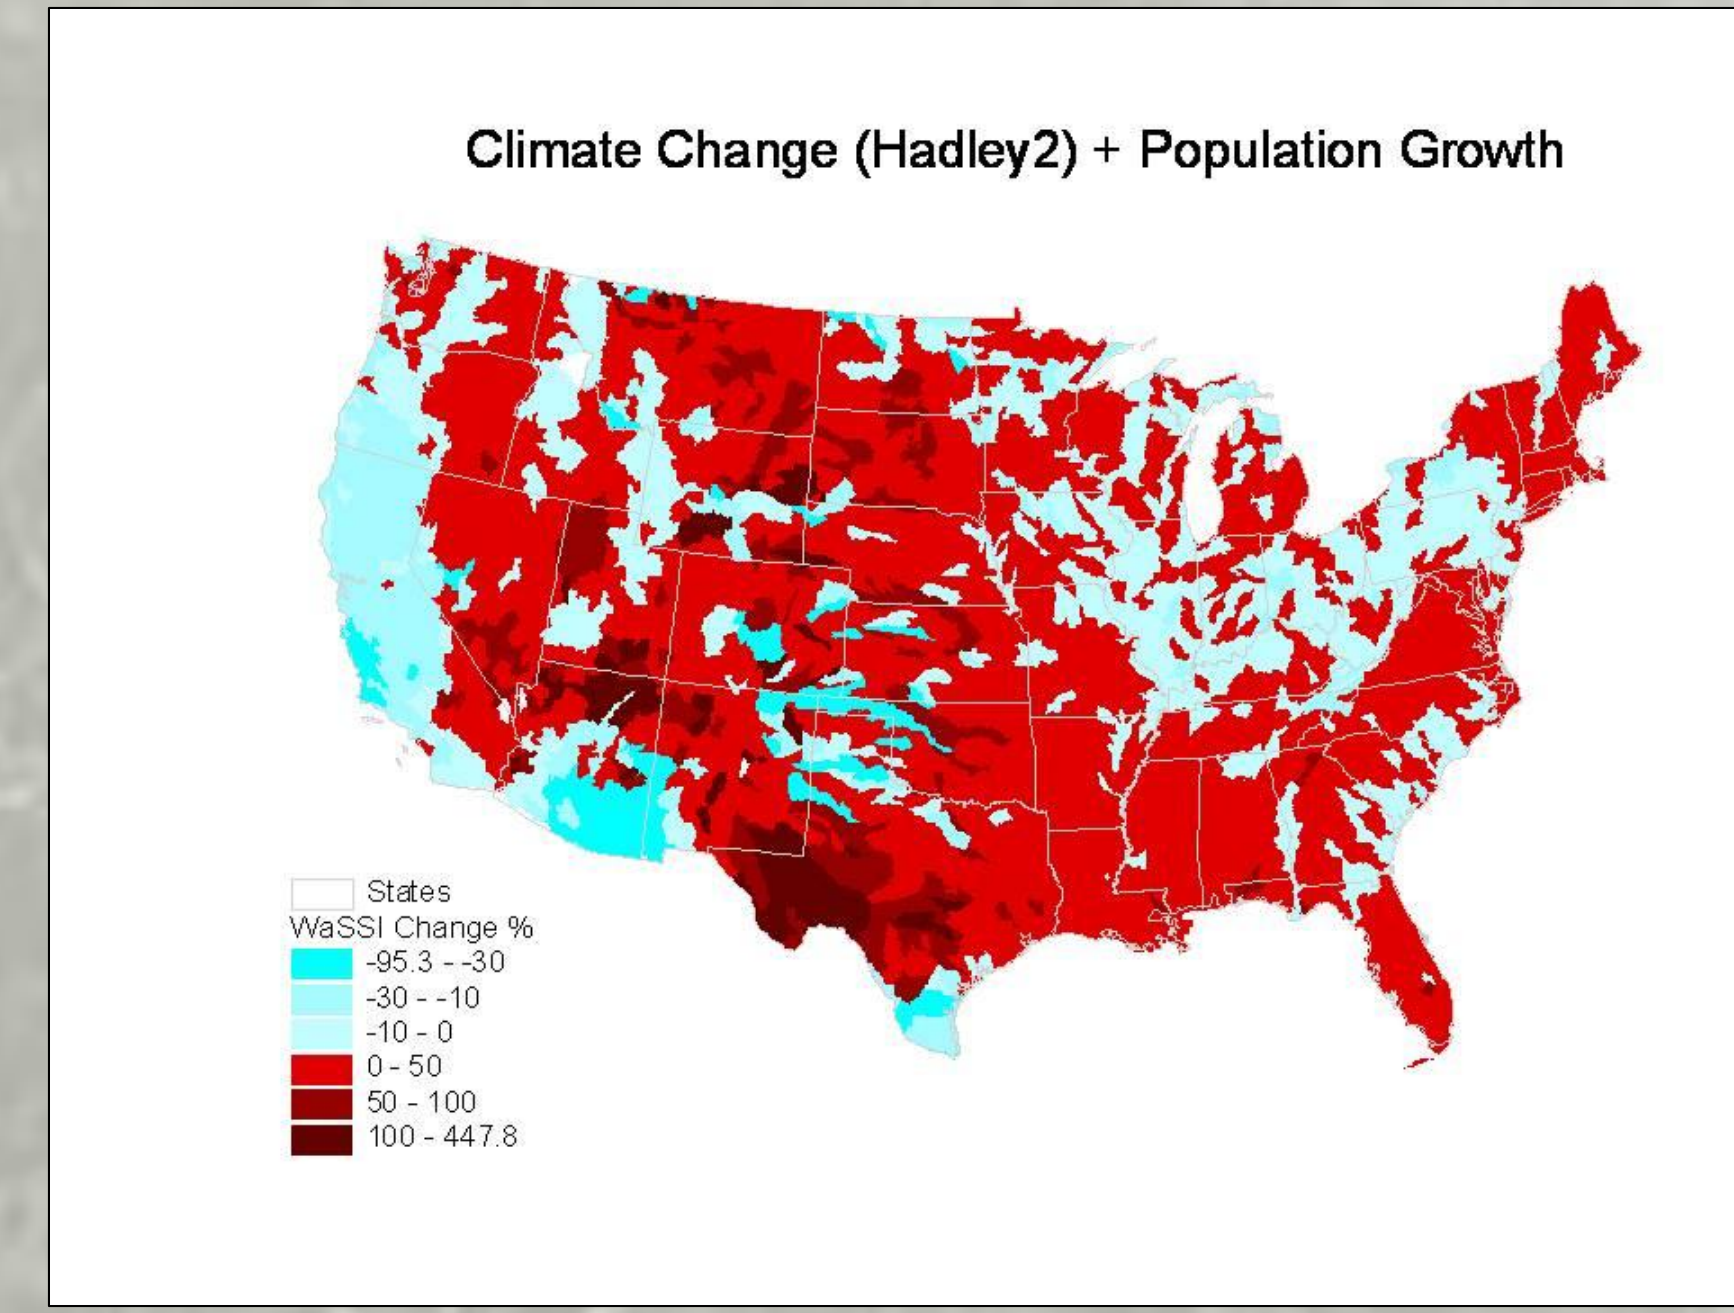 Climate Change (Hadley2) + Population Growth
States
WaSSI Change %
-95.3 - -30
-30 - -10
-10 - 0
0 - 50
50 - 100
100 - 447.8